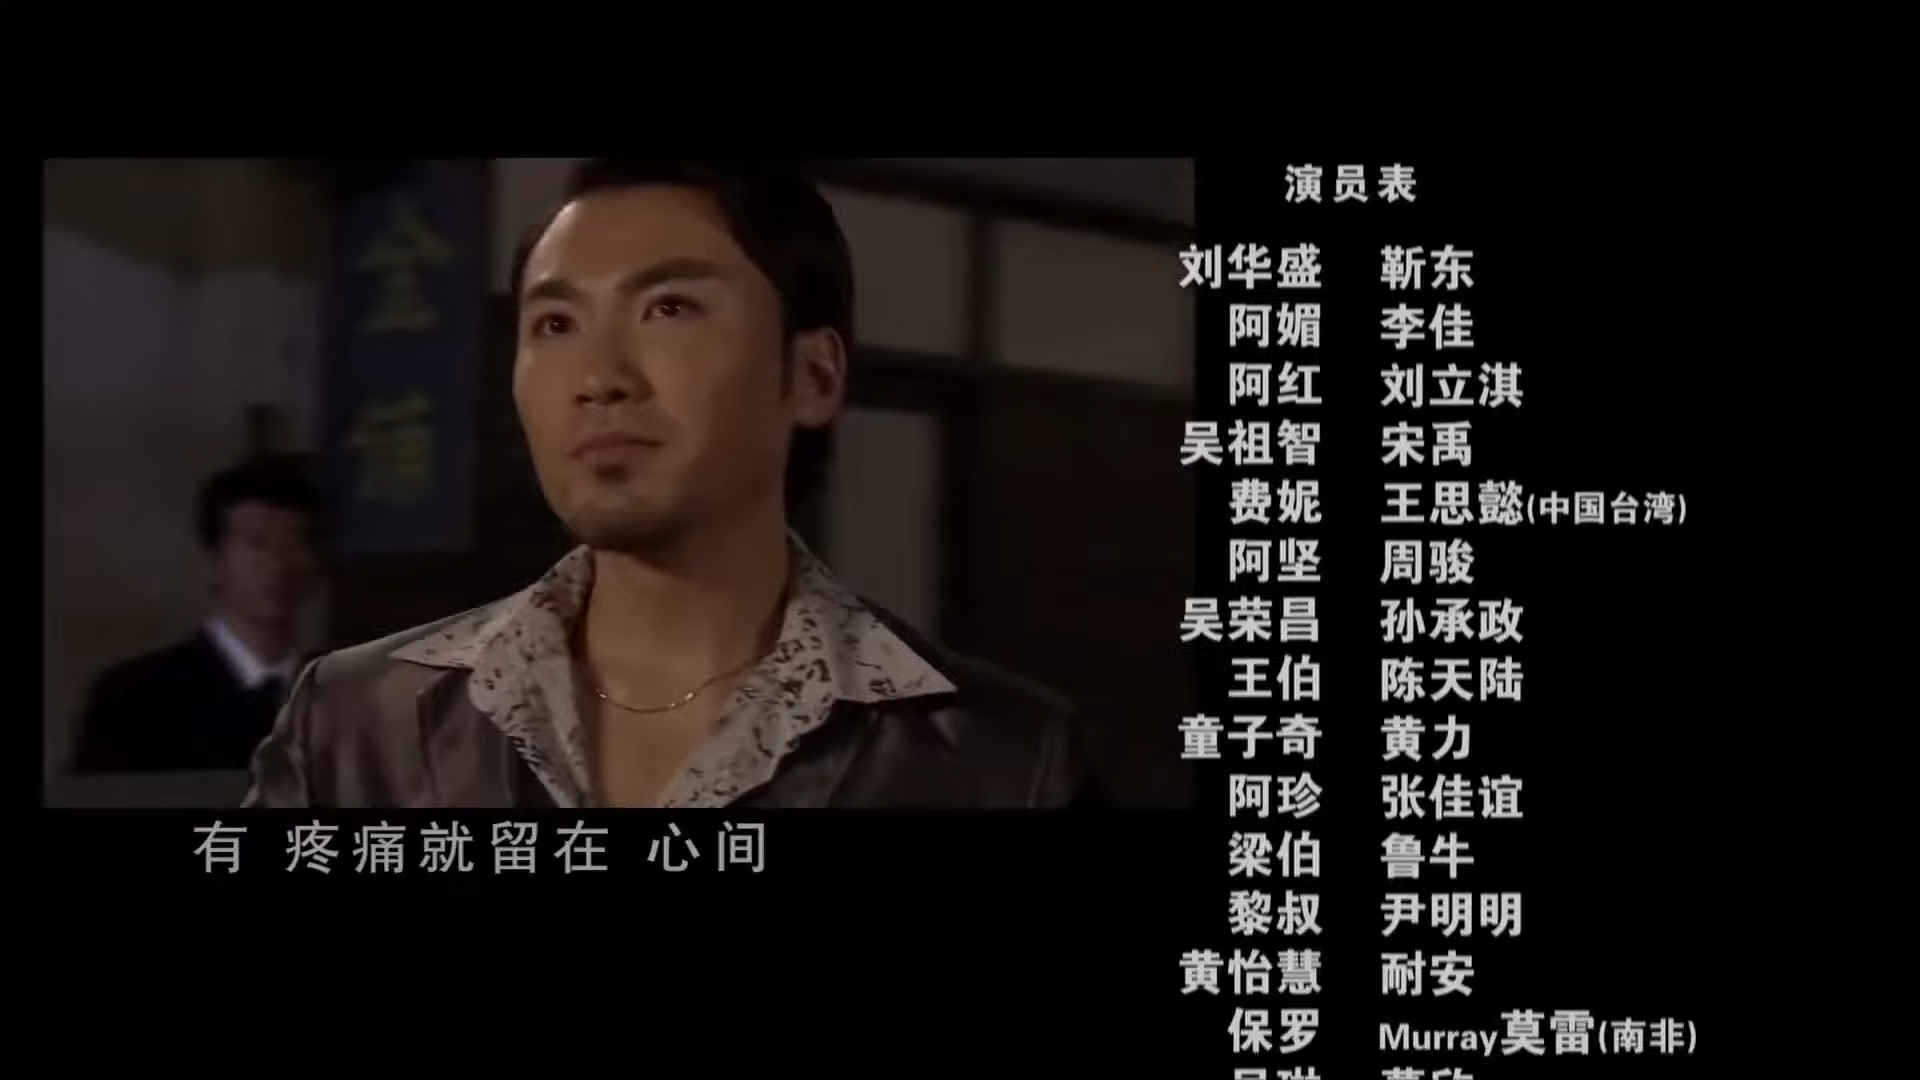 演员表
刘华盛 靳东
阿媚 李佳
阿红 刘立淇
吴祖智 宋禹
费妮 王思懿(中国台湾)
阿坚 周骏
吴荣昌 孙承政
王伯 陈天陆
童子奇 黄力
阿珍 张佳谊
梁伯 鲁牛
黎叔 尹明明
黄怡慧 耐安
保罗 Murray莫雷(南非)
有 疼痛就留在 心间